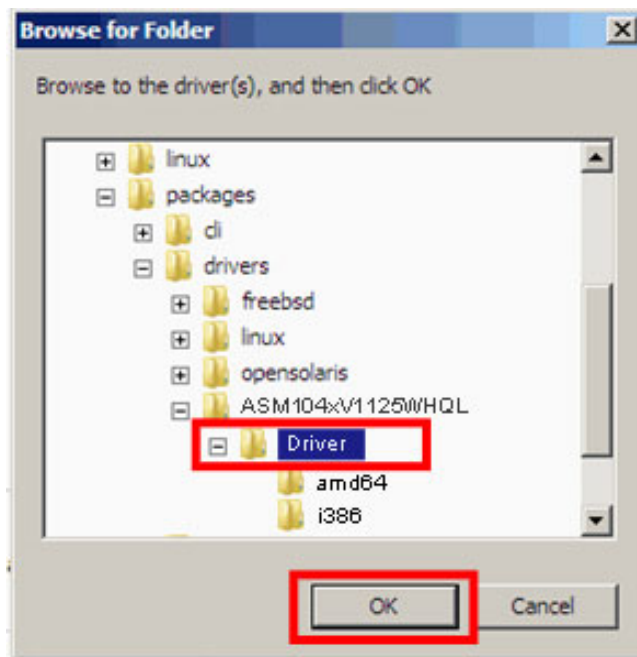 Browse for Folder
Browse to the driver(s), and then click OK
linux
packages
cli
drivers
freebsd
linux
opensolaris
ASM104xV1125WHQL
Driver
amd64
i386
OK
Cancel